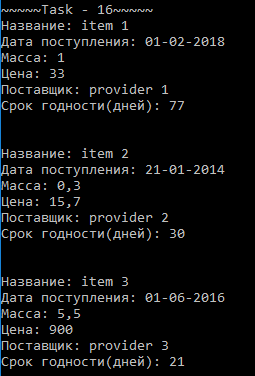 ~~~~~Task - 16~~~~~
Название: item 1
Дата поступления: 01-02-2018
Масса: 1
Цена: 33
Поставщик: provider 1
Срок годности(дней): 77
Название: item 2
Дата поступления: 21-01-2014
Масса: 0,3
Цена: 15,7
Поставщик: provider 2
Срок годности(дней): 30
Название: item 3
Дата поступления: 01-06-2016
Масса: 5,5
Цена: 900
Поставщик: provider 3
Срок годности(дней): 21